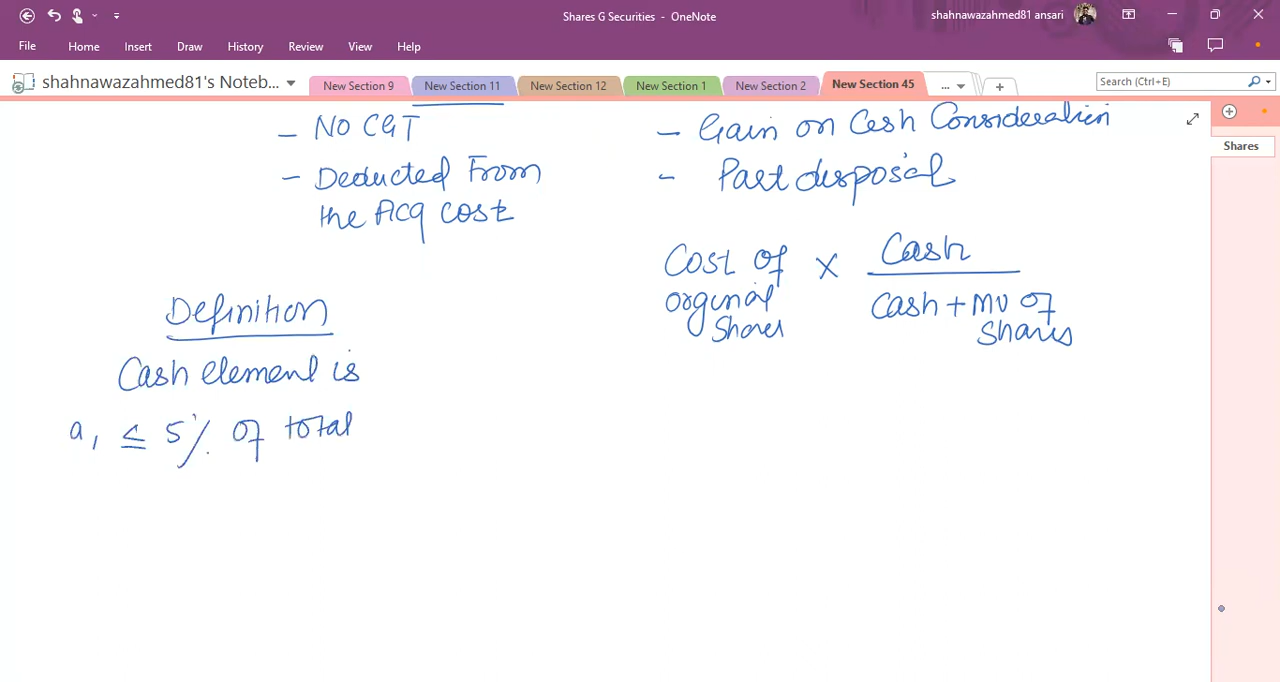 Shares G Securities - OneNote
shahnawazahmed81 ansari
File Home Insert Draw History Review View Help
shahnawazahmed81's Noteb... New Section 9 New Section 11 New Section 12 New Section 1 New Section 2 New Section 45 ... Search (Ctrl+E)
Shares
- No CGT
- Deducted From
the Acq cost
- Gain on Cash Consideration
- Part disposal
Cost of orginal Shares X Cash
Cash + MV of Shares
Definition
Cash element is
a, ≤ 5% of total